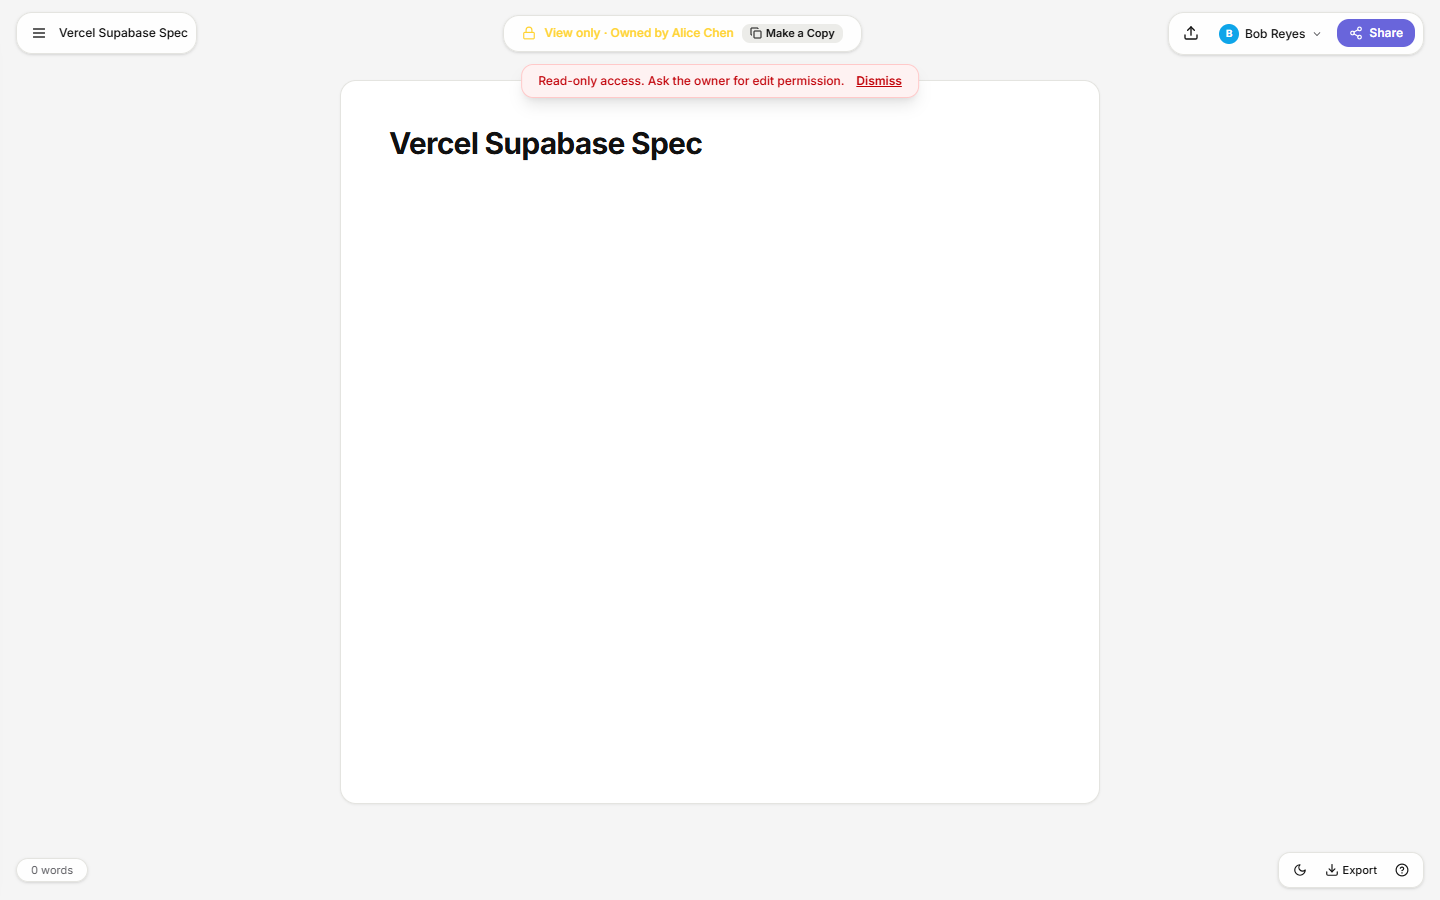 Vercel Supabase Spec
View only · Owned by Alice Chen
Make a Copy
B
Bob Reyes
Share
Read-only access. Ask the owner for edit permission.
Dismiss
Vercel Supabase Spec
0 words
Export